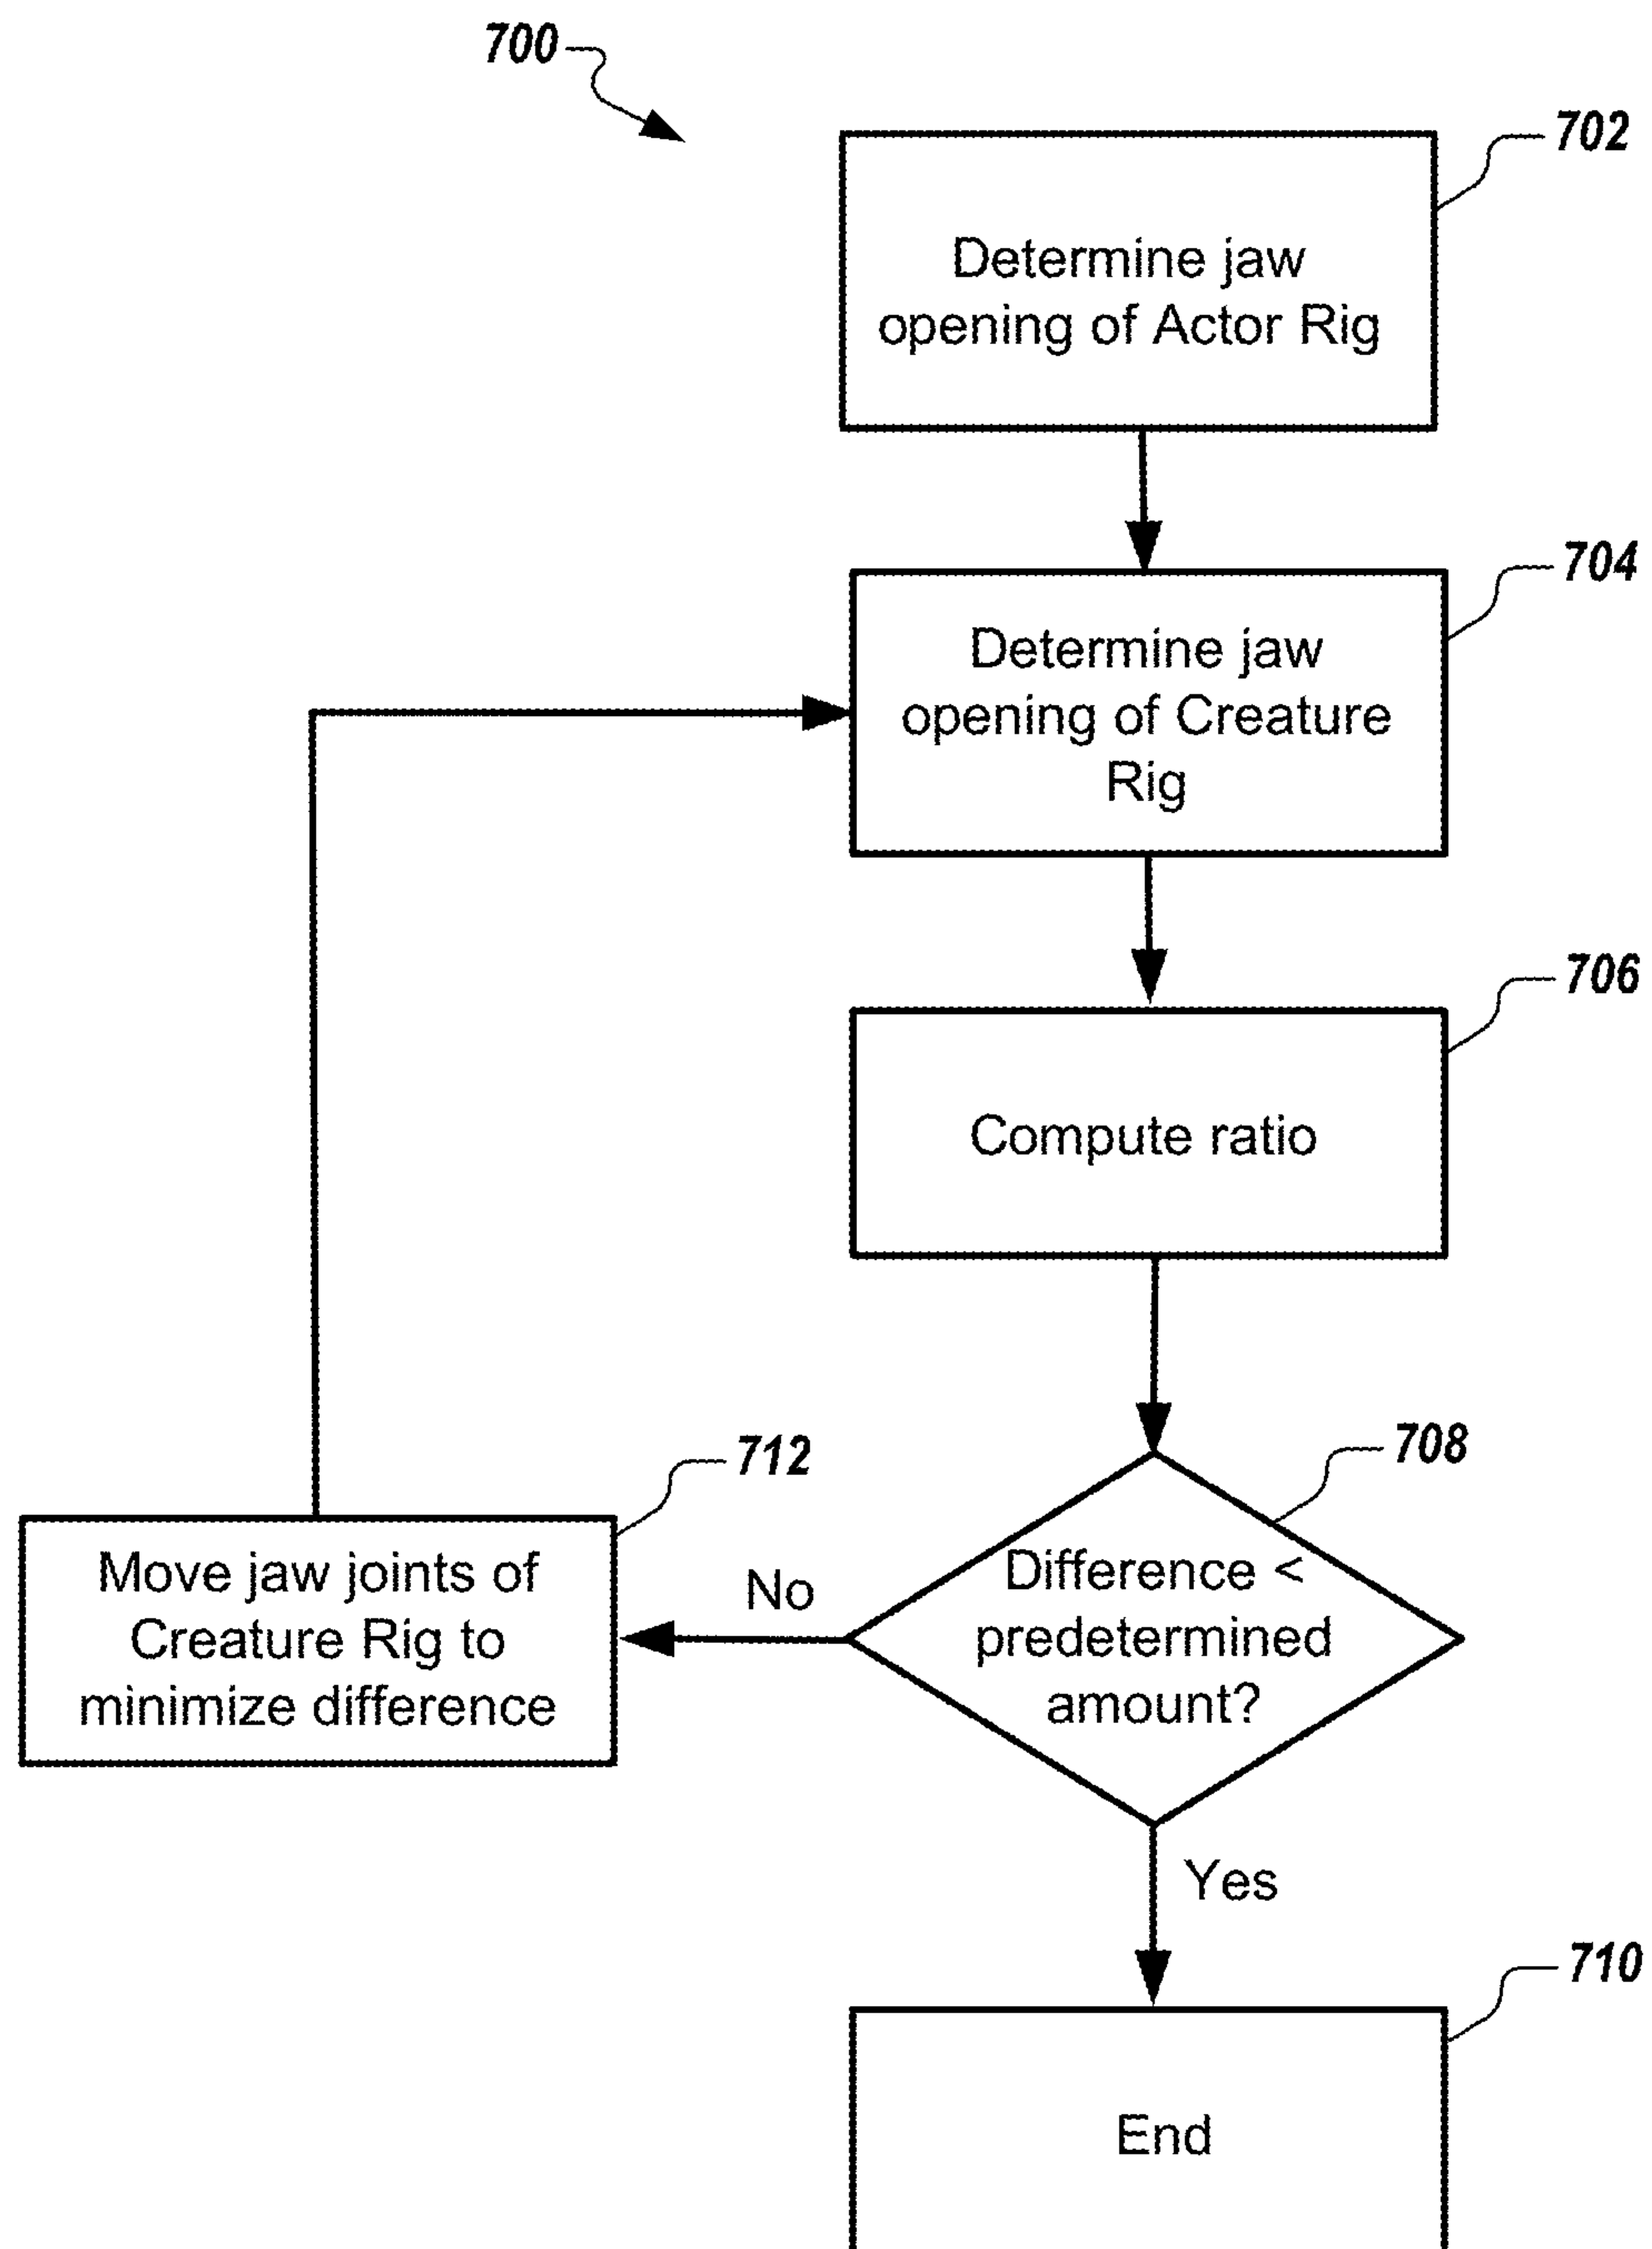 700
702
Determine jaw
opening of Actor Rig
704
Determine jaw
opening of Creature
Rig
706
Compute ratio
708
Difference <
predetermined
amount?
No
712
Move jaw joints of
Creature Rig to
minimize difference
Yes
710
End